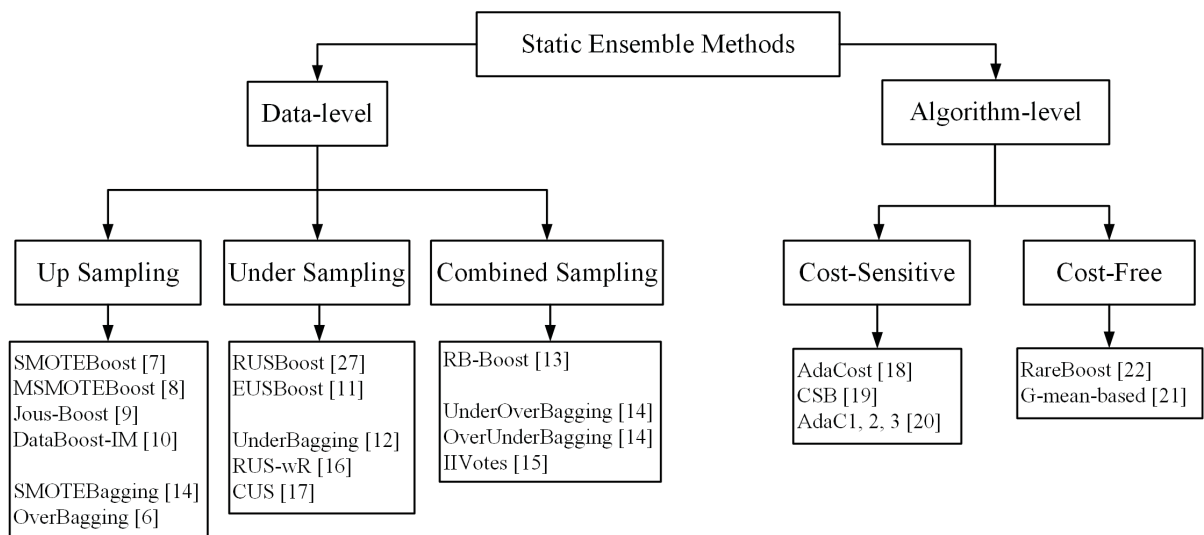 Static Ensemble Methods
Data-level
Algorithm-level
Up Sampling
Under Sampling
Combined Sampling
Cost-Sensitive
Cost-Free
SMOTEBoost [7]
MSMOTEBoost [8]
Jous-Boost [9]
DataBoost-IM [10]
SMOTEBagging [14]
OverBagging [6]
RUSBoost [27]
EUSBoost [11]
UnderBagging [12]
RUS-wR [16]
CUS [17]
RB-Boost [13]
UnderOverBagging [14]
OverUnderBagging [14]
IIVotes [15]
AdaCost [18]
CSB [19]
AdaC1, 2, 3 [20]
RareBoost [22]
G-mean-based [21]